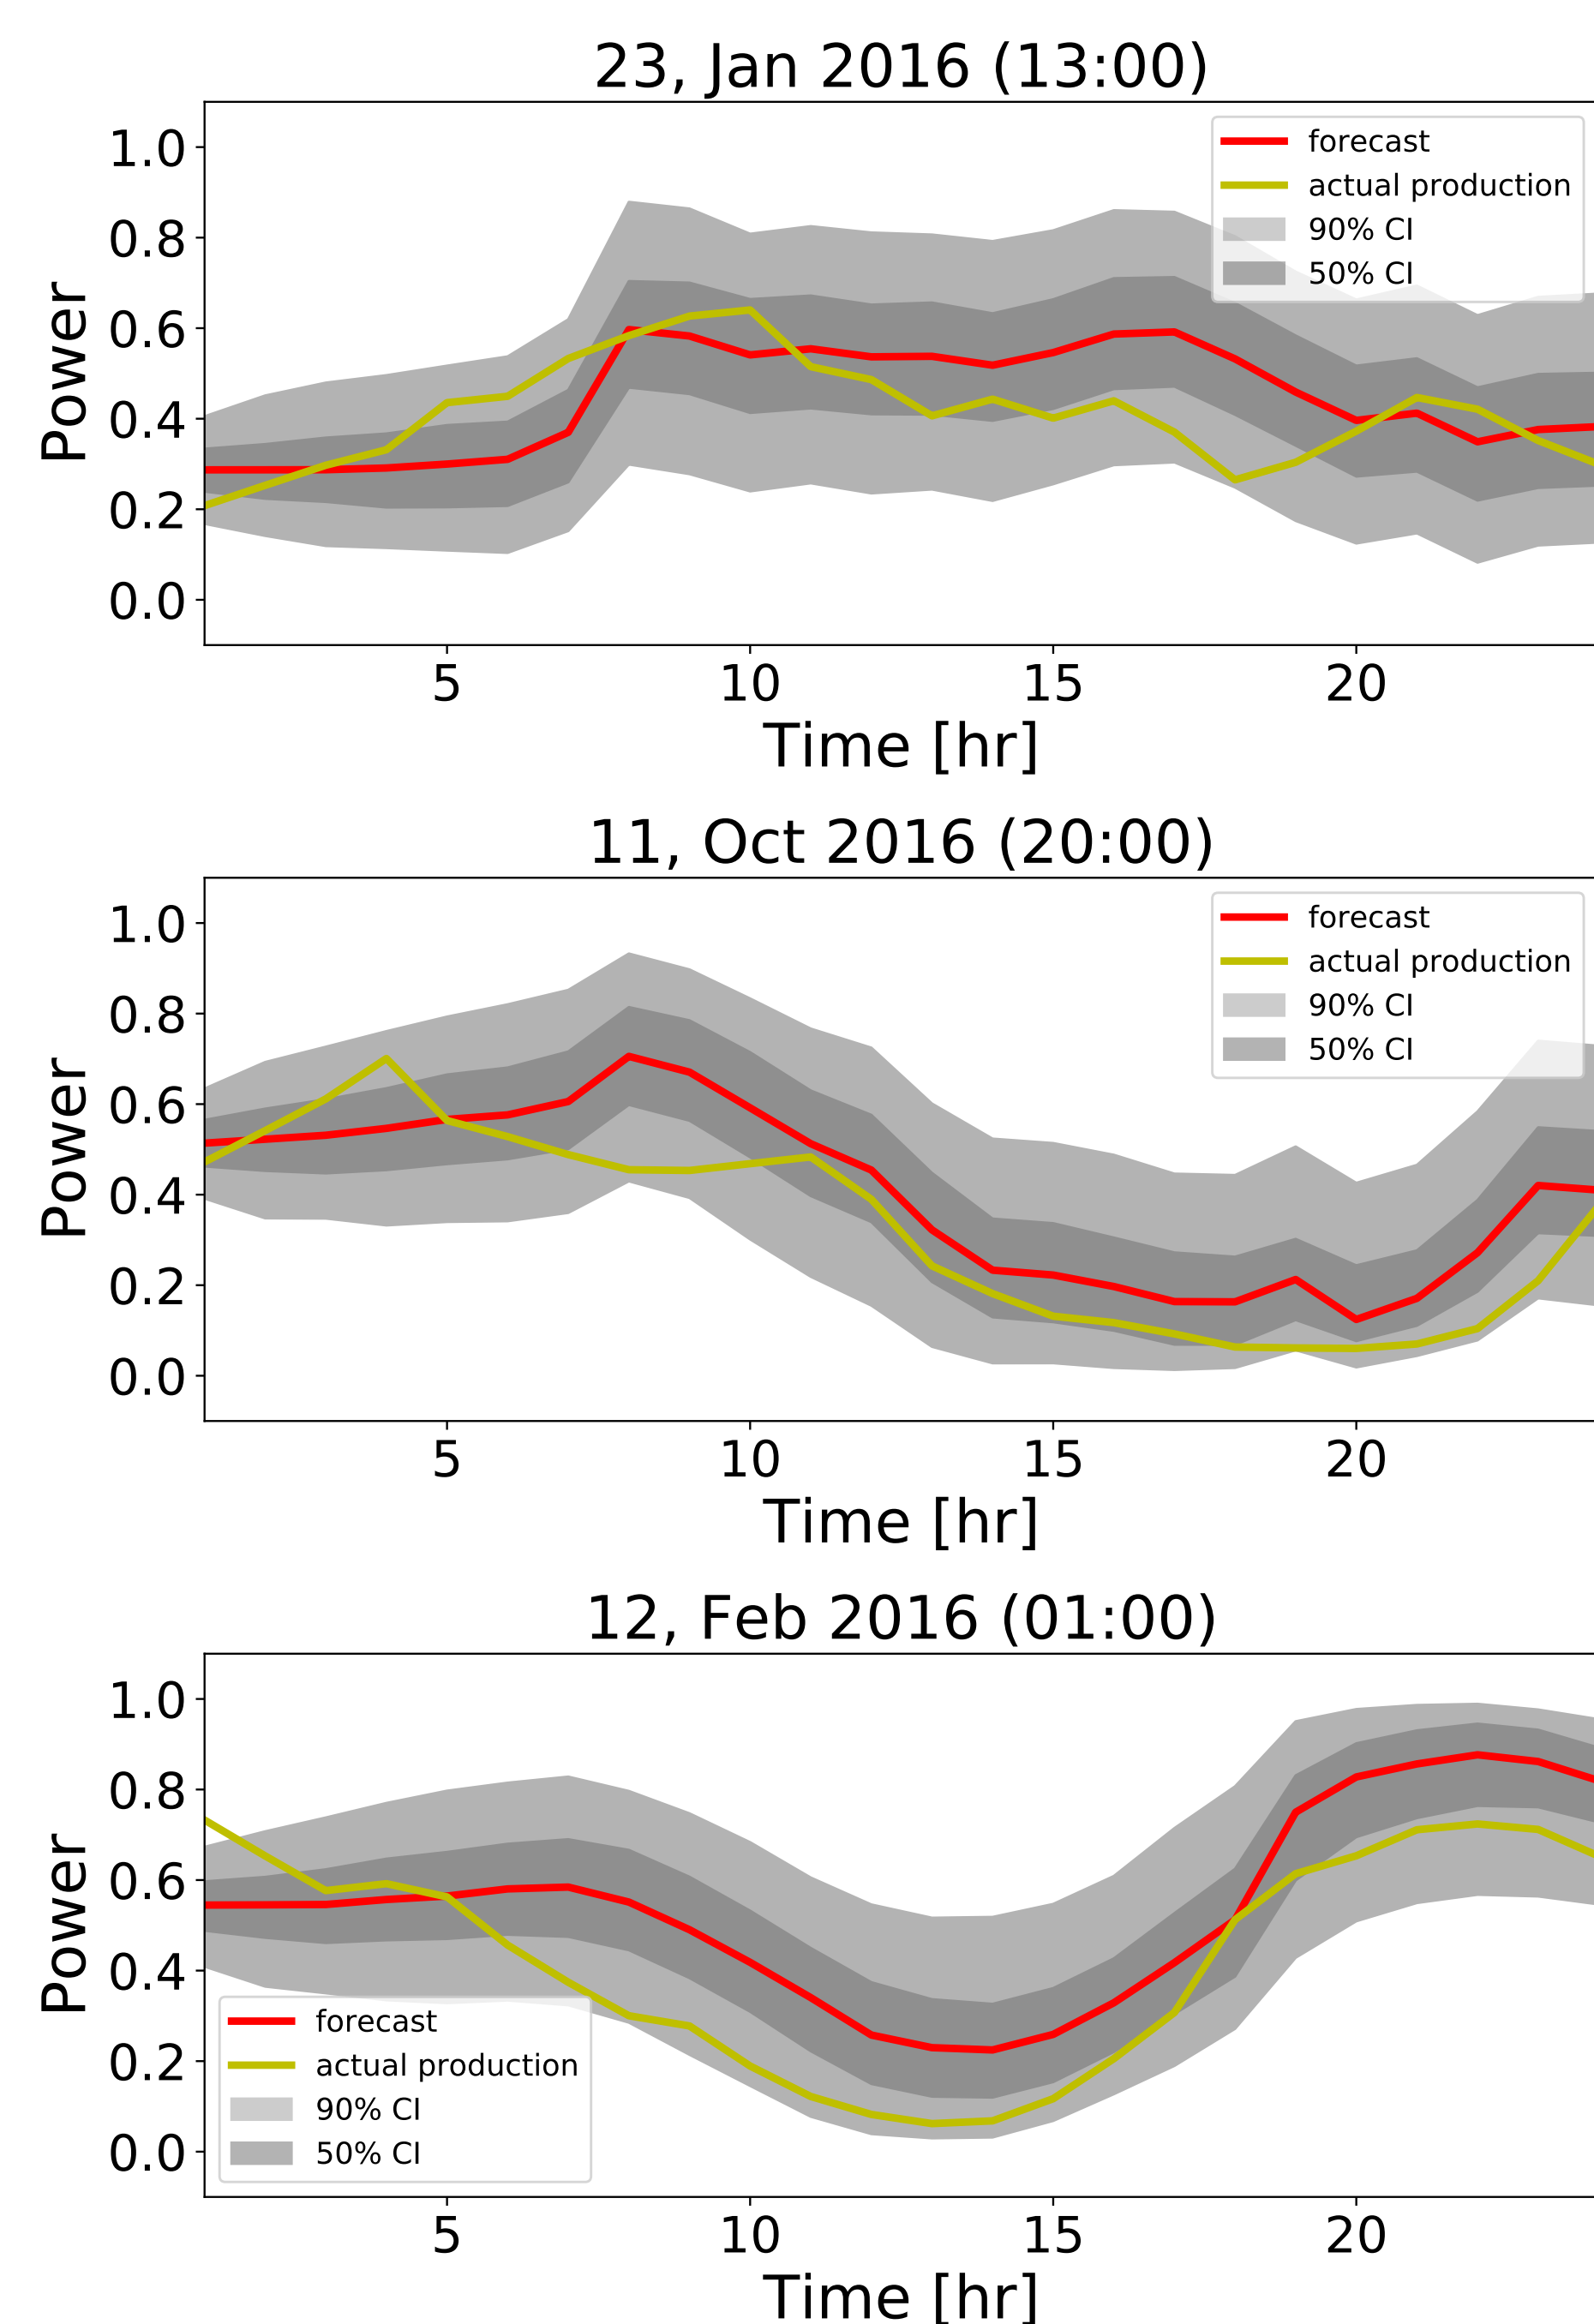 23, Jan 2016 (13:00)
Power
1.0
0.8
0.6
0.4
0.2
0.0
forecast
actual production
90% CI
50% CI
5 10 15 20
Time [hr]
11, Oct 2016 (20:00)
Power
1.0
0.8
0.6
0.4
0.2
0.0
forecast
actual production
90% CI
50% CI
5 10 15 20
Time [hr]
12, Feb 2016 (01:00)
Power
1.0
0.8
0.6
0.4
0.2
0.0
forecast
actual production
90% CI
50% CI
5 10 15 20
Time [hr]